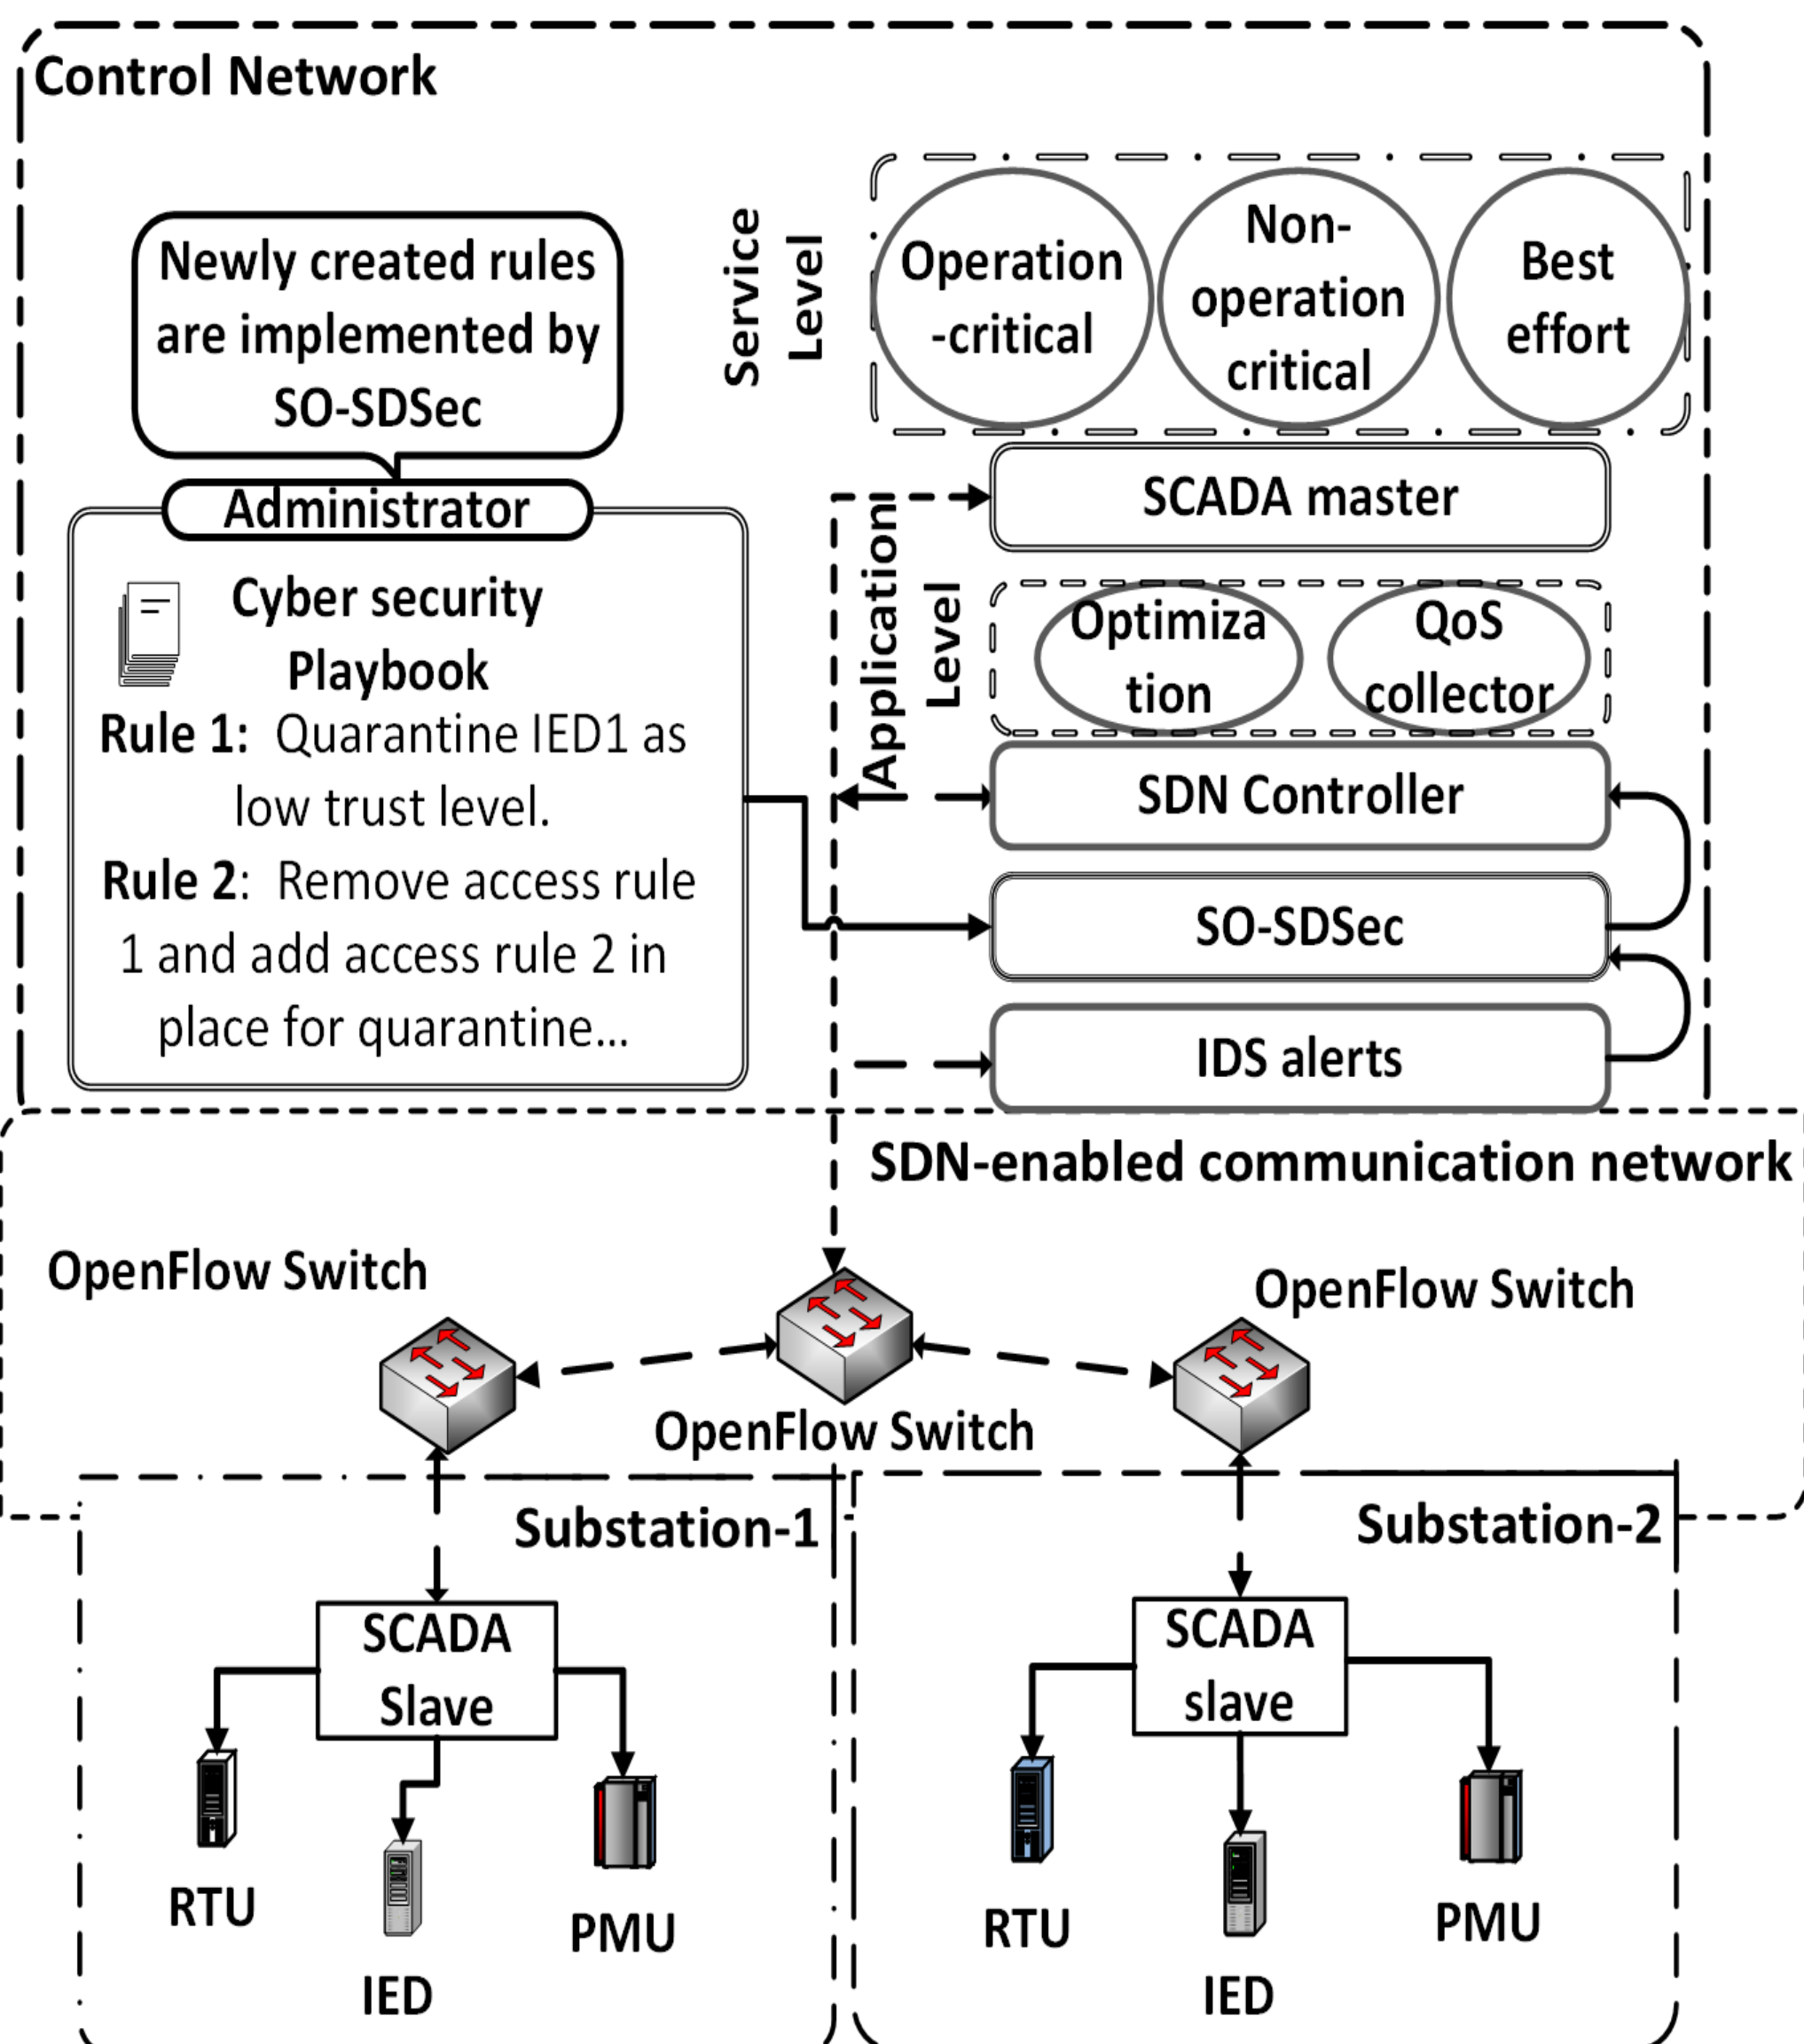 Control Network
Newly created rules
are implemented by
SO-SDSec
Administrator
Cyber security
Playbook
Rule 1: Quarantine IED1 as
low trust level.
Rule 2: Remove access rule
1 and add access rule 2 in
place for quarantine...
Service
Level
Operation
-critical
Non-
operation
critical
Best
effort
SCADA master
Application
Level
Optimiza
tion
QoS
collector
SDN Controller
SO-SDSec
IDS alerts
SDN-enabled communication network
OpenFlow Switch
OpenFlow Switch
OpenFlow Switch
Substation-1
SCADA
Slave
RTU
IED
PMU
Substation-2
SCADA
slave
RTU
IED
PMU